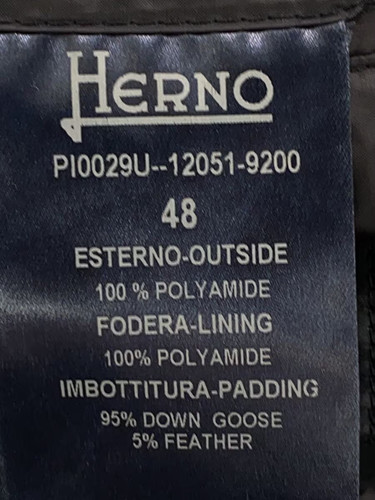 HERNO
PI0029U--12051-9200
48
ESTERNO-OUTSIDE
100 % POLYAMIDE
FODERA-LINING
100% POLYAMIDE
IMBOTTITURA-PADDING
95% DOWN GOOSE
5% FEATHER